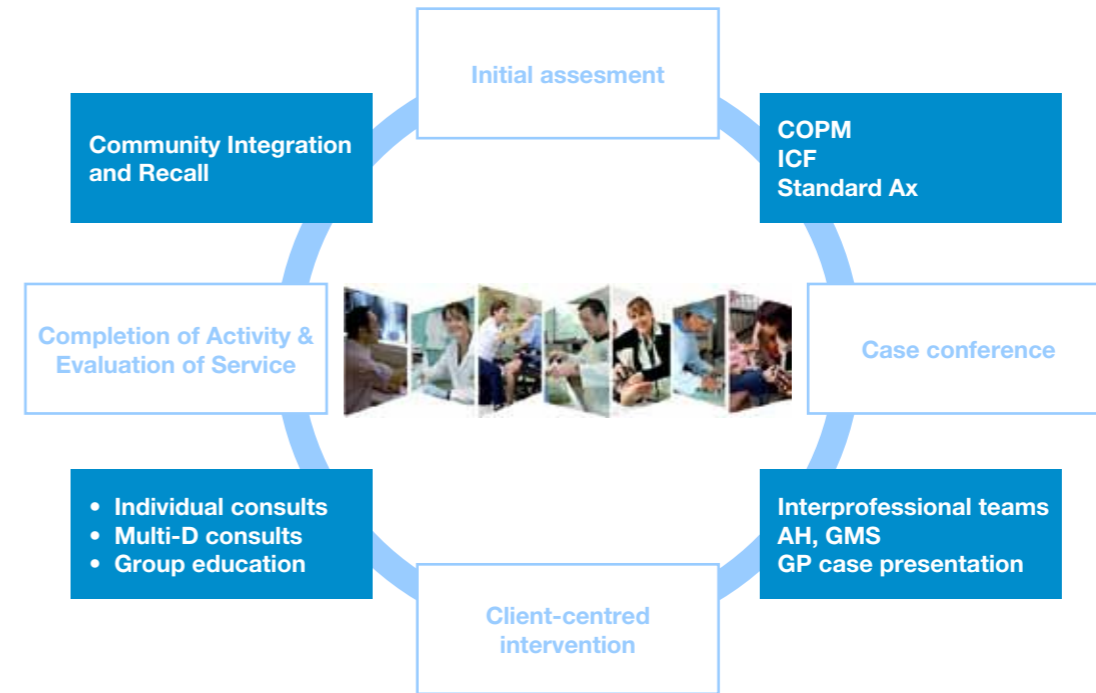 Initial assesment
Community Integration
and Recall
COPM
ICF
Standard Ax
Completion of Activity &
Evaluation of Service
Case conference
• Individual consults
• Multi-D consults
• Group education
Interprofessional teams
AH, GMS
GP case presentation
Client-centred
intervention